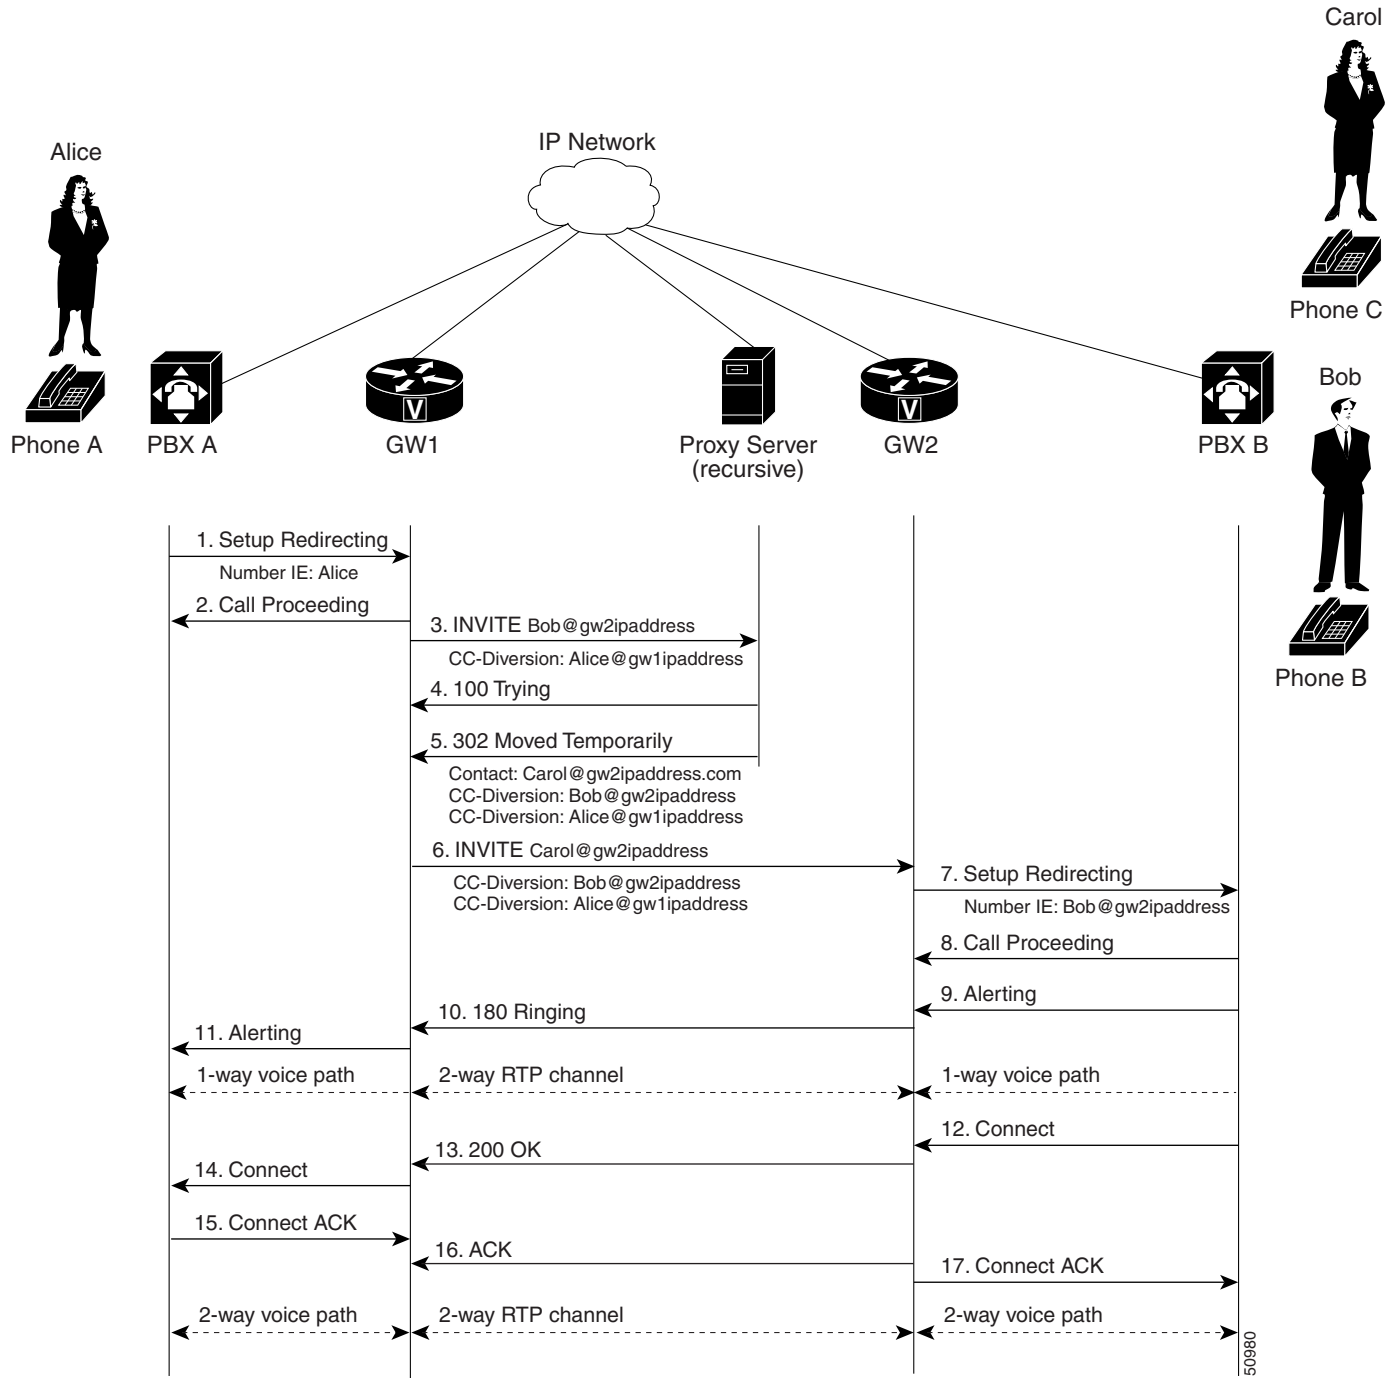 Carol
IP Network
Alice
Phone C
Bob
Phone A
PBX A
GW1
Proxy Server
(recursive)
GW2
PBX B
Phone B
1. Setup Redirecting
Number IE: Alice
2. Call Proceeding
3. INVITE Bob@gw2ipaddress
CC-Diversion: Alice@gw1ipaddress
4. 100 Trying
5. 302 Moved Temporarily
Contact: Carol@gw2ipaddress.com
CC-Diversion: Bob@gw2ipaddress
CC-Diversion: Alice@gw1ipaddress
6. INVITE Carol@gw2ipaddress
CC-Diversion: Bob@gw2ipaddress
CC-Diversion: Alice@gw1ipaddress
7. Setup Redirecting
Number IE: Bob@gw2ipaddress
8. Call Proceeding
9. Alerting
10. 180 Ringing
11. Alerting
1-way voice path
2-way RTP channel
1-way voice path
12. Connect
13. 200 OK
14. Connect
15. Connect ACK
16. ACK
17. Connect ACK
2-way voice path
2-way RTP channel
2-way voice path
50980
V
V